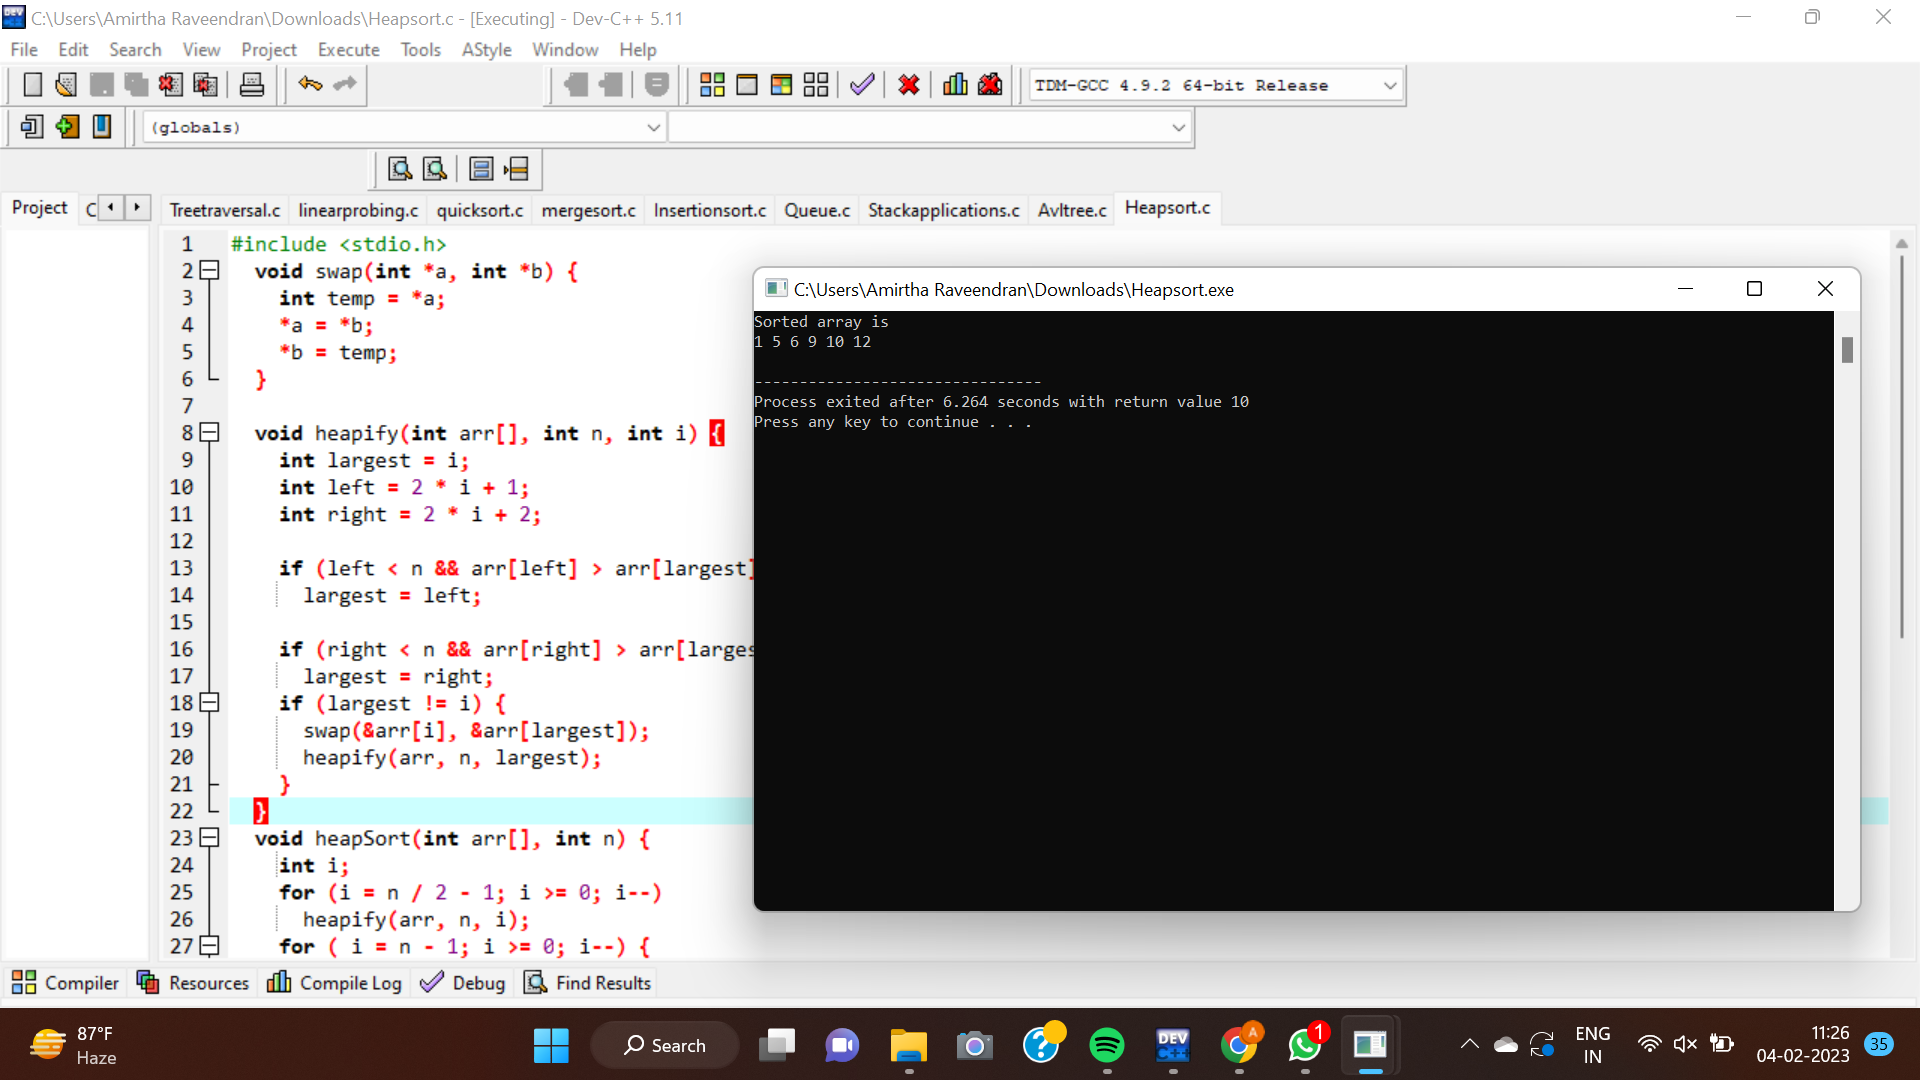 C:\Users\Amirtha Raveendran\Downloads\Heapsort.c - [Executing] - Dev-C++ 5.11
File Edit Search View Project Execute Tools AStyle Window Help
TDM-GCC 4.9.2 64-bit Release
(globals)
Project C Treetraversal.c linearprobing.c quicksort.c mergesort.c Insertionsort.c Queue.c Stackapplications.c Avltree.c Heapsort.c
1 #include <stdio.h>
2 void swap(int *a, int *b) {
3 int temp = *a;
4 *a = *b;
5 *b = temp;
6 }
7
8 void heapify(int arr[], int n, int i) {
9 int largest = i;
10 int left = 2 * i + 1;
11 int right = 2 * i + 2;
12
13 if (left < n && arr[left] > arr[largest]
14 largest = left;
15
16 if (right < n && arr[right] > arr[larges
17 largest = right;
18 if (largest != i) {
19 swap(&arr[i], &arr[largest]);
20 heapify(arr, n, largest);
21 }
22 }
23 void heapSort(int arr[], int n) {
24 int i;
25 for (i = n / 2 - 1; i >= 0; i--)
26 heapify(arr, n, i);
27 for ( i = n - 1; i >= 0; i--) {
C:\Users\Amirtha Raveendran\Downloads\Heapsort.exe
Sorted array is
1 5 6 9 10 12
--------------------------------
Process exited after 6.264 seconds with return value 10
Press any key to continue . . .
Compiler Resources Compile Log Debug Find Results
87°F
Haze
Search
DEV
C++
A
1
ENG
IN
11:26
04-02-2023
35